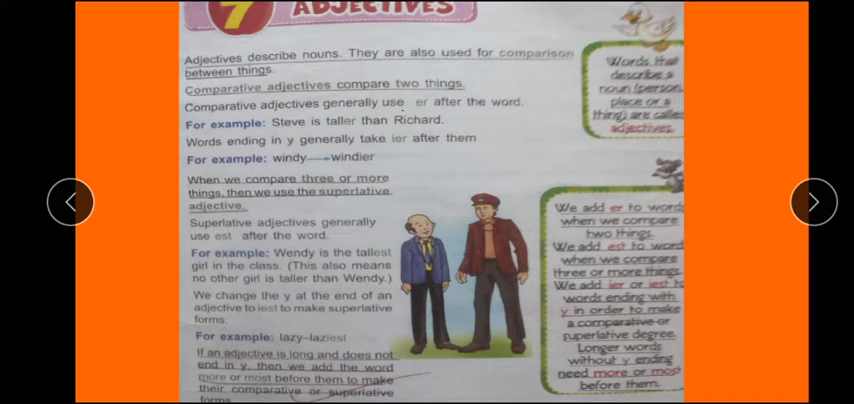 7
ADJECTIVES
Adjectives describe nouns. They are also used for comparison
between things.
Comparative adjectives compare two things.
Comparative adjectives generally use er after the word.
For example: Steve is taller than Richard.
Words ending in y generally take ier after them
For example: windy → windier
When we compare three or more
things, then we use the superlative
adjective.
Superlative adjectives generally
use est after the word.
For example: Wendy is the tallest
girl in the class. (This also means
no other girl is taller than Wendy.)
We change the y at the end of an
adjective to iest to make superlative
forms.
For example: lazy–laziest
If an adjective is long and does not
end in y, then we add the word
more or most before them to make
their comparative or superlative
forms
Words that
describe a
noun (person
place or a
thing) are calle
adjectives.
We add er to word
when we compare
two things.
We add est to word
when we compare
three or more things.
We add ier or iest to
words ending with
y in order to make
a comparative or
superlative degree.
Longer words
without y ending
need more or most
before them.